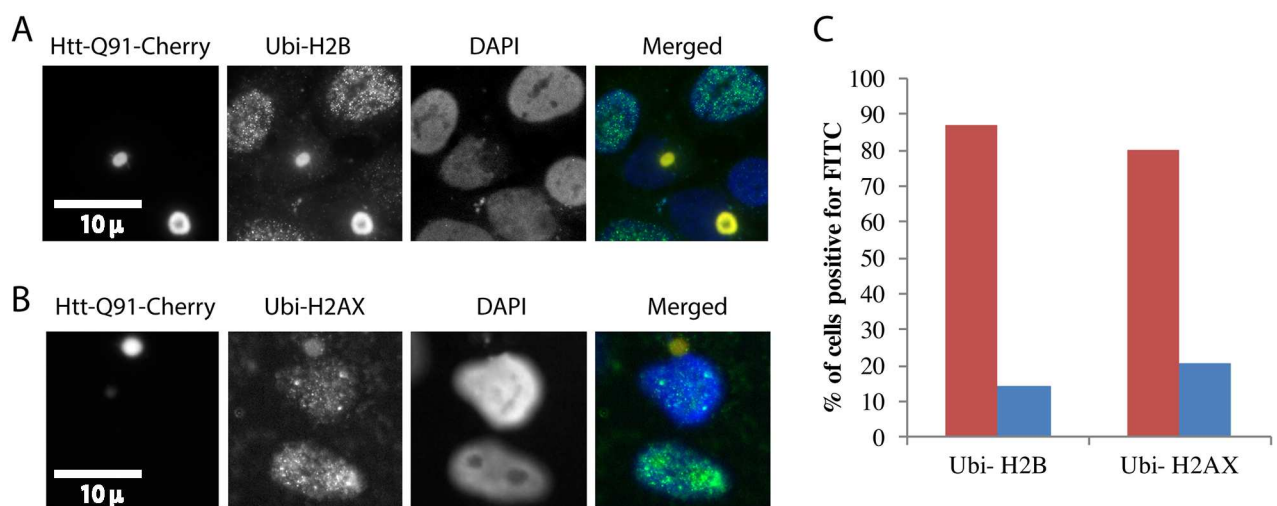 A
Htt-Q91-Cherry
Ubi-H2B
DAPI
Merged
10 µ
B
Htt-Q91-Cherry
Ubi-H2AX
DAPI
Merged
10 µ
C
% of cells positive for FITC
100
90
80
70
60
50
40
30
20
10
0
Ubi- H2B
Ubi- H2AX